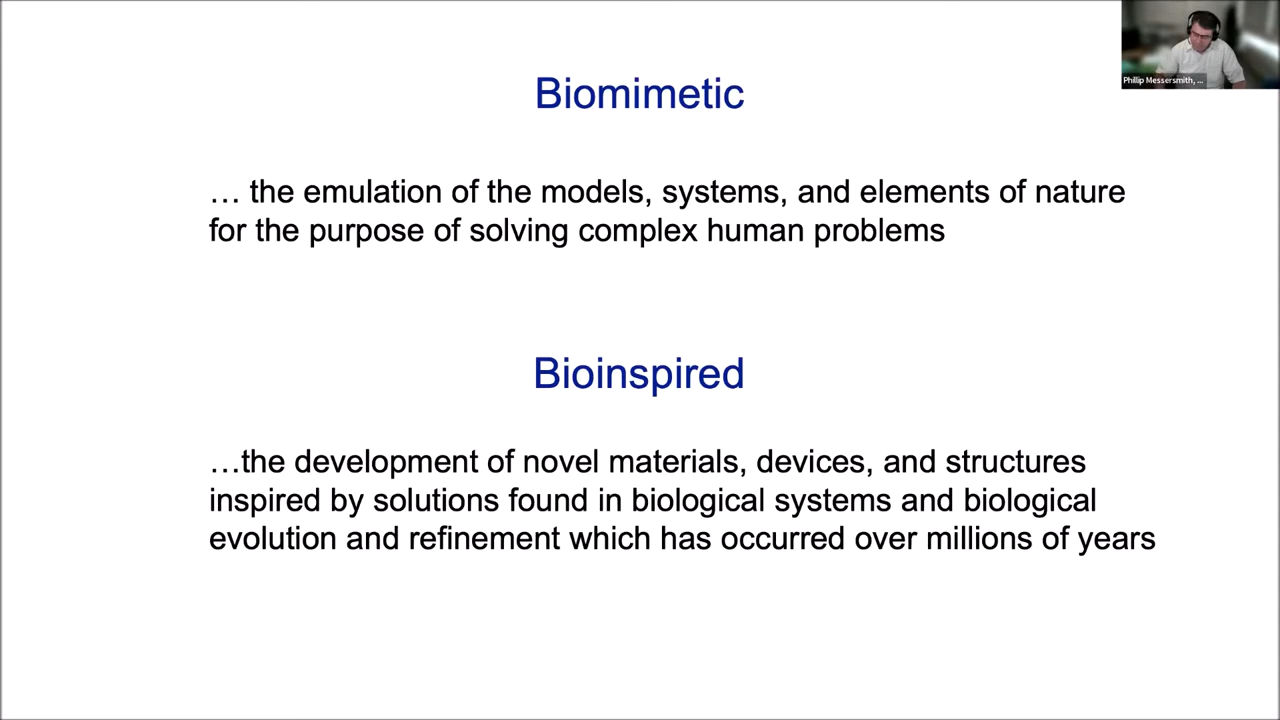 Biomimetic
… the emulation of the models, systems, and elements of nature
for the purpose of solving complex human problems
Bioinspired
…the development of novel materials, devices, and structures
inspired by solutions found in biological systems and biological
evolution and refinement which has occurred over millions of years
Phillip Messersmith, ...